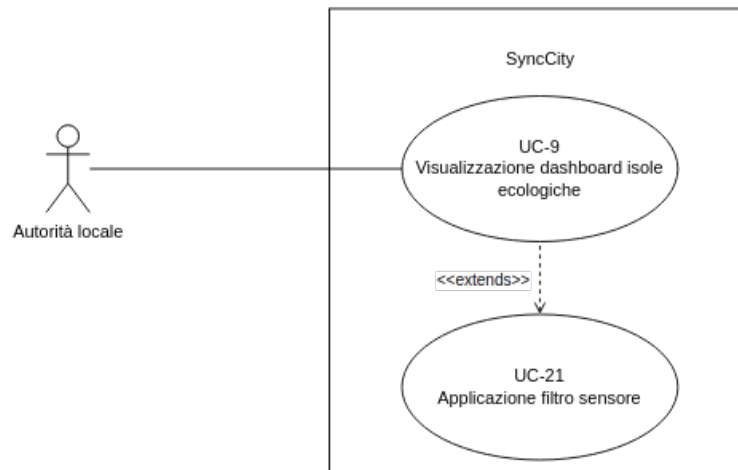 SyncCity
UC-9
Visualizzazione dashboard isole
ecologiche
Autorità locale
<<extends>>
UC-21
Applicazione filtro sensore